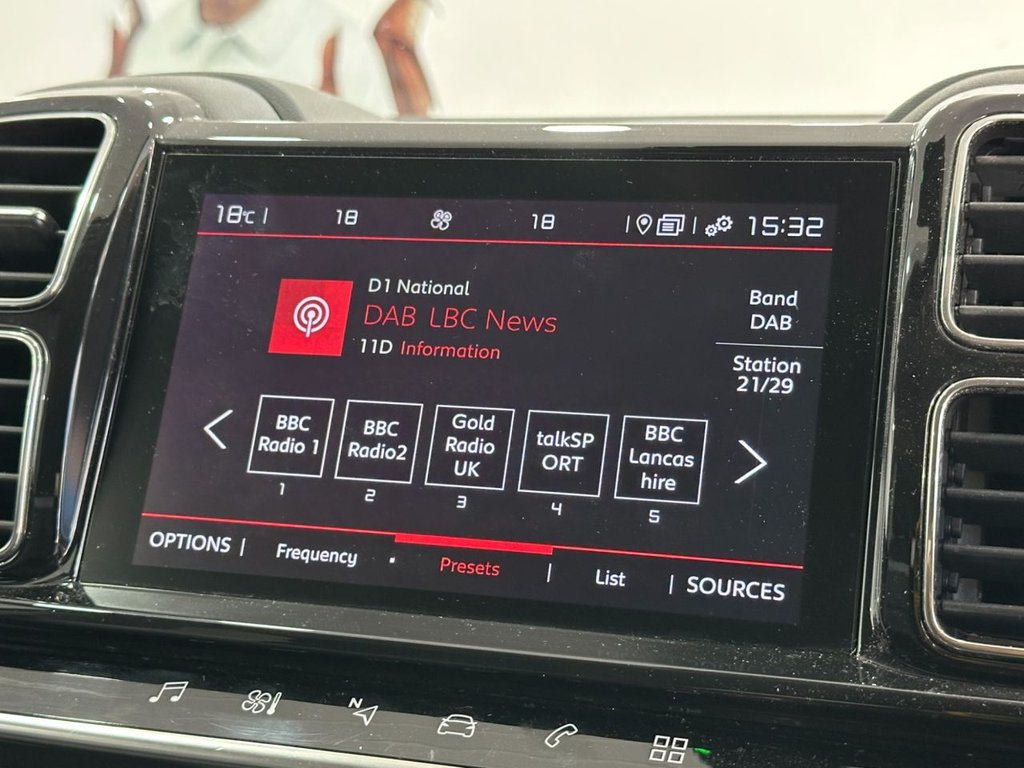 18°C 18 18 15:32
D1 National
DAB LBC News
11D Information
Band
DAB
Station
21/29
BBC
Radio 1
1
BBC
Radio2
2
Gold
Radio
UK
3
talkSP
ORT
4
BBC
Lancas
hire
5
OPTIONS | Frequency · Presets | List | SOURCES
N